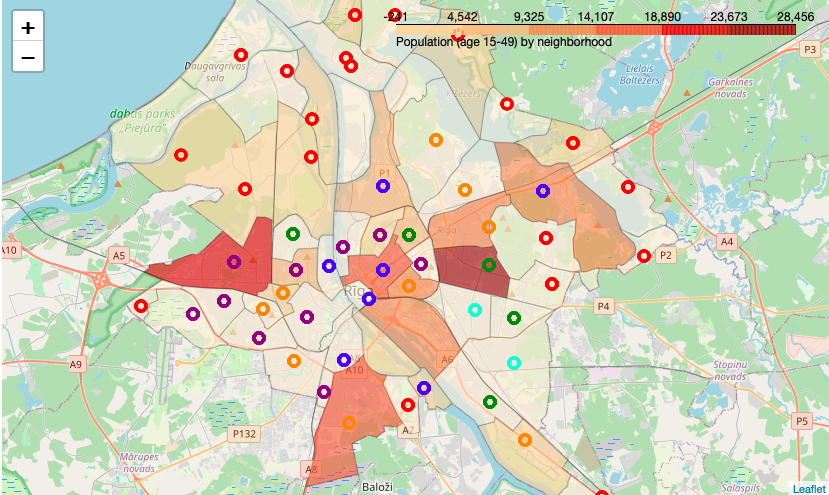 +
−
-241 4,542 9,325 14,107 18,890 23,673 28,456
Population (age 15-49) by neighborhood
P3
Daugavgrīvas
sala
Lielais
Baltezers
Garkalnes
novads
Ķīšezers
dabas parks
„Piejūra”
P1
Rīga
A10
A5
A4
P2
Rīga
P4
A9
A6
A10
Stopiņu
novads
P132
A7
P5
Mārupes
novads
A8
Baloži
Salaspils
Leaflet